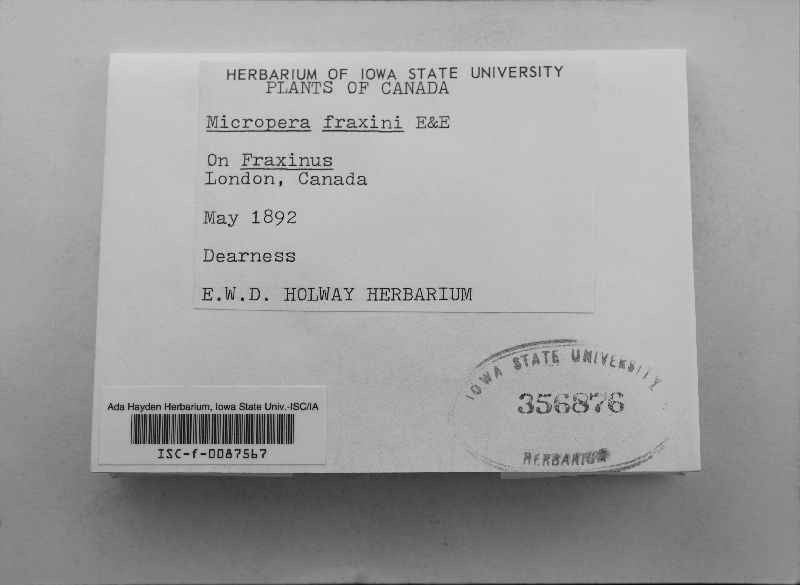 HERBARIUM OF IOWA STATE UNIVERSITY
PLANTS OF CANADA
Micropera fraxini E&E
On Fraxinus
London, Canada
May 1892
Dearness
E.W.D. HOLWAY HERBARIUM
IOWA STATE UNIVERSITY
356876
HERBARIUM
Ada Hayden Herbarium, Iowa State Univ.-ISC/IA
ISC-f-0087567